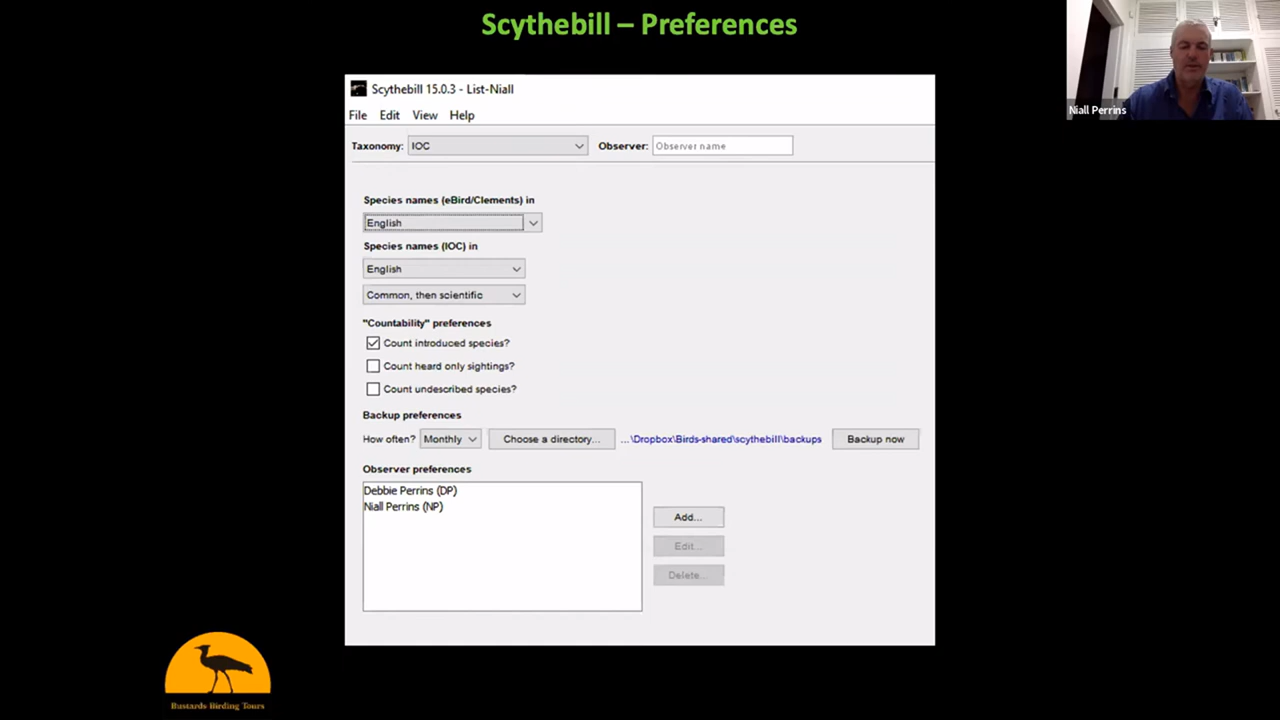 Scythebill – Preferences
Niall Perrins
Scythebill 15.0.3 - List-Niall
File Edit View Help
Taxonomy: IOC Observer: Observer name
Species names (eBird/Clements) in
English
Species names (IOC) in
English
Common, then scientific
"Countability" preferences
Count introduced species?
Count heard only sightings?
Count undescribed species?
Backup preferences
How often? Monthly Choose a directory... ...\Dropbox\Birds-shared\scythebill\backups Backup now
Observer preferences
Debbie Perrins (DP)
Niall Perrins (NP)
Add...
Edit...
Delete...
Bustards Birding Tours